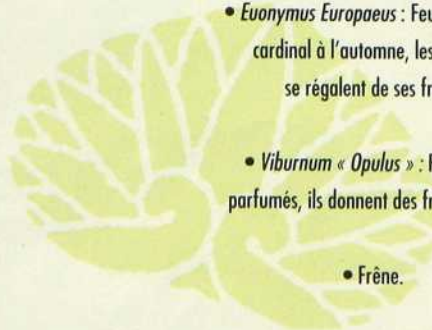 • Euonymus Europaeus : Feu
cardinal à l’automne, les
se régalent de ses fr
• Viburnum « Opulus » :
parfumés, ils donnent des fr
• Frêne.